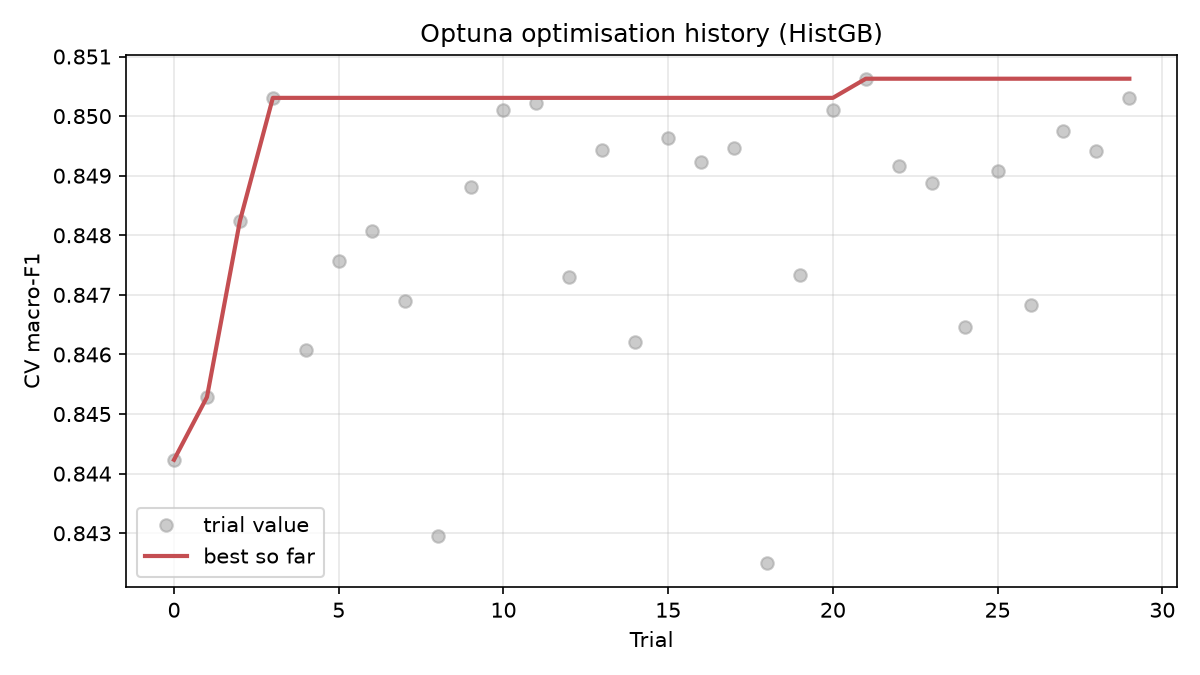 Optuna optimisation history (HistGB)
0.851
0.850
0.849
0.848
0.847
0.846
0.845
0.844
0.843
CV macro-F1
trial value
best so far
0 5 10 15 20 25 30
Trial